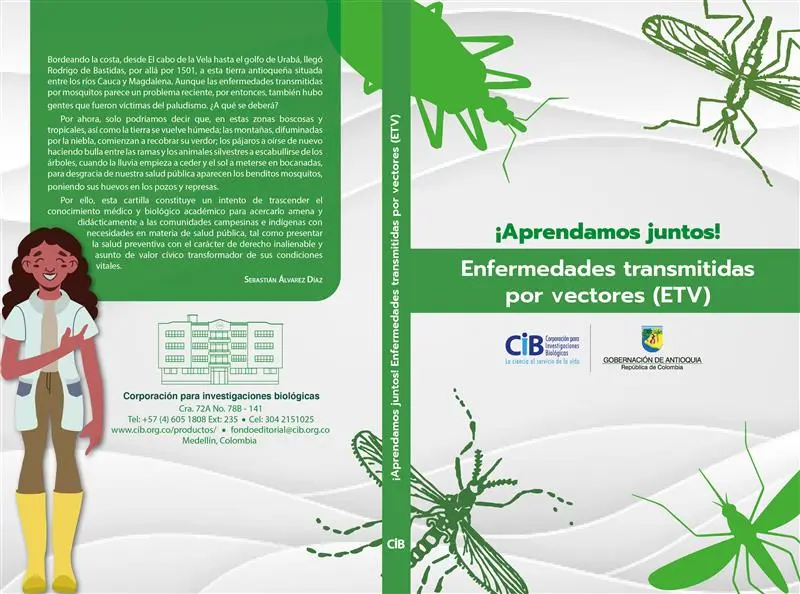 Bordeando la costa, desde El cabo de la Vela hasta el golfo de Urabá, llegó
Rodrigo de Bastidas, por allá por 1501, a esta tierra antioqueña situada
entre los ríos Cauca y Magdalena. Aunque las enfermedades transmitidas
por mosquitos parece un problema reciente, por entonces, también hubo
gentes que fueron víctimas del paludismo. ¿A qué se deberá?
Por ahora, solo podríamos decir que, en estas zonas boscosas y
tropicales, así como la tierra se vuelve húmeda; las montañas, difuminadas
por la niebla, comienzan a recobrar su verdor; los pájaros a oírse de nuevo
haciendo bulla entre las ramas y los animales silvestres a escabullirse de los
árboles, cuando la lluvia empieza a ceder y el sol a meterse en bocanadas,
para desgracia de nuestra salud pública aparecen los benditos mosquitos,
poniendo sus huevos en los pozos y represas.
Por ello, esta cartilla constituye un intento de trascender el
conocimiento médico y biológico académico para acercarlo amena y
didácticamente a las comunidades campesinas e indígenas con
necesidades en materia de salud pública, tal como presentar
la salud preventiva con el carácter de derecho inalienable y
asunto de valor cívico transformador de sus condiciones
vitales.
Sebastián Álvarez Díaz
Corporación para investigaciones biológicas
Cra. 72A No. 78B - 141
Tel: +57 (4) 605 1808 Ext: 235 • Cel: 304 2151025
www.cib.org.co/productos/ • fondoeditorial@cib.org.co
Medellín, Colombia
¡Aprendamos juntos! Enfermedades transmitidas por vectores (ETV)
CIB
¡Aprendamos juntos!
Enfermedades transmitidas
por vectores (ETV)
CIB
Corporación para
Investigaciones
Biológicas
La ciencia al servicio de la vida
GOBERNACIÓN DE ANTIOQUIA
República de Colombia